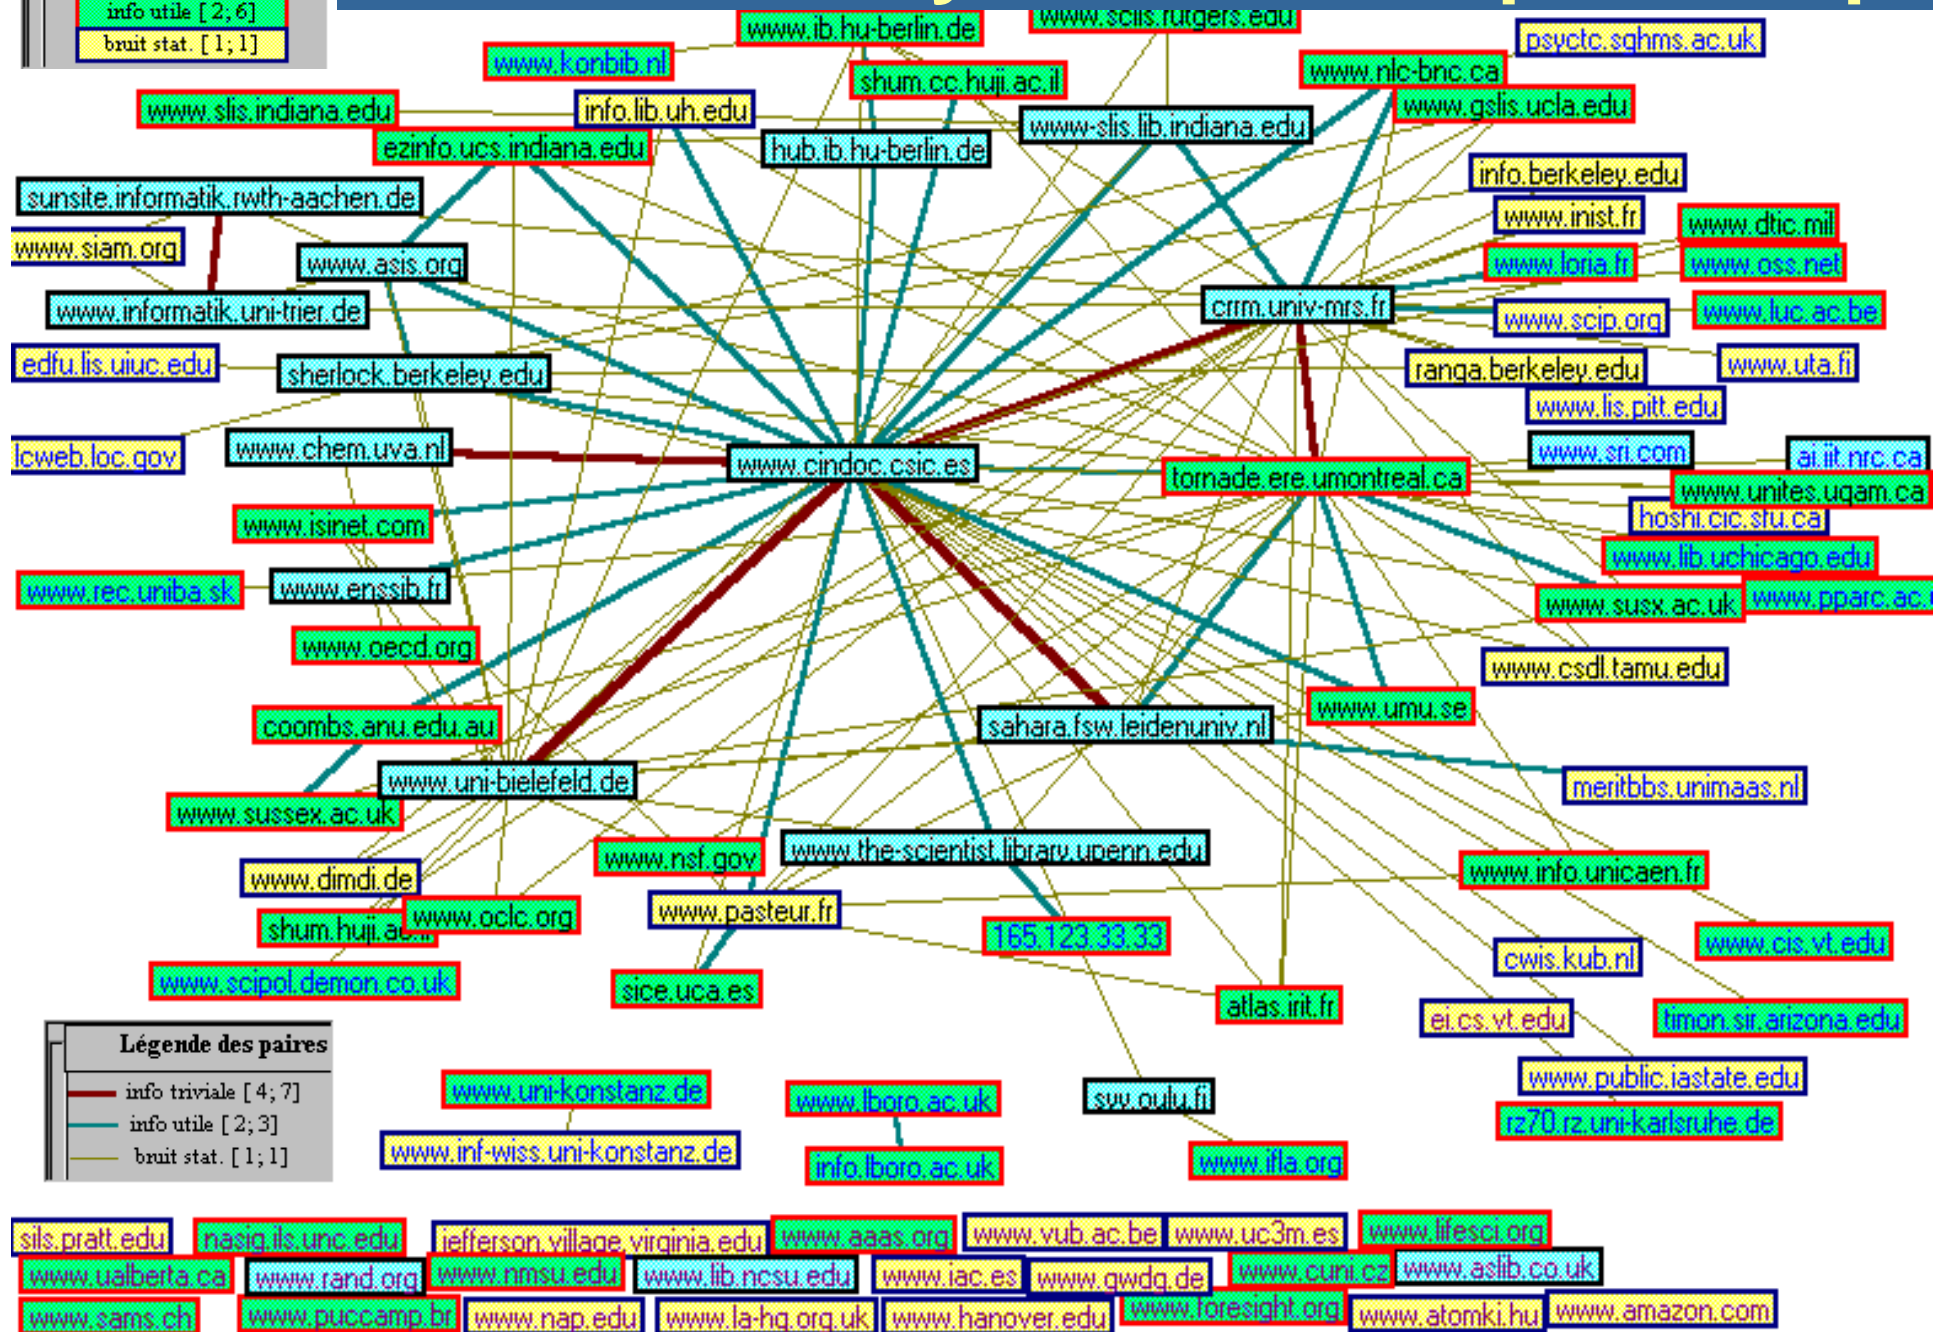 info utile [ 2; 6]
bruit stat. [ 1; 1]
www.ib.hu-berlin.de
www.scils.rutgers.edu
psyctc.sghms.ac.uk
www.konbib.nl
shum.cc.huji.ac.il
www.nlc-bnc.ca
www.slis.indiana.edu
info.lib.uh.edu
www.gslis.ucla.edu
www-slis.lib.indiana.edu
ezinfo.ucs.indiana.edu
hub.ib.hu-berlin.de
info.berkeley.edu
sunsite.informatik.rwth-aachen.de
www.inist.fr
www.dtic.mil
www.siam.org
www.asis.org
www.loria.fr
www.oss.net
www.informatik.uni-trier.de
crrm.univ-mrs.fr
www.scip.org
www.luc.ac.be
edfu.lis.uiuc.edu
sherlock.berkeley.edu
ranga.berkeley.edu
www.uta.fi
www.lis.pitt.edu
lcweb.loc.gov
www.chem.uva.nl
www.cindoc.csic.es
www.sri.com
ai.iit.nrc.ca
tornade.ere.umontreal.ca
www.unites.uqam.ca
www.isinet.com
hoshi.cic.sfu.ca
www.lib.uchicago.edu
www.rec.uniba.sk
www.enssib.fr
www.susx.ac.uk
www.pparc.ac.
www.oecd.org
www.csdl.tamu.edu
coombs.anu.edu.au
sahara.fsw.leidenuniv.nl
www.umu.se
www.uni-bielefeld.de
meritbbs.unimaas.nl
www.sussex.ac.uk
www.nsf.gov
www.the-scientist.library.upenn.edu
www.info.unicaen.fr
www.dimdi.de
www.pasteur.fr
shum.huji.ac.il
www.oclc.org
165.123.33.33
www.cis.vt.edu
cwis.kub.nl
www.scipol.demon.co.uk
sice.uca.es
atlas.irit.fr
ei.cs.vt.edu
timon.sir.arizona.edu
Légende des paires
info triviale [ 4; 7]
info utile [ 2; 3]
bruit stat. [ 1; 1]
www.uni-konstanz.de
www.lboro.ac.uk
syy.oulu.fi
www.public.iastate.edu
rz70.rz.uni-karlsruhe.de
www.inf-wiss.uni-konstanz.de
info.lboro.ac.uk
www.ifla.org
sils.pratt.edu
nasig.ils.unc.edu
jefferson.village.virginia.edu
www.aaas.org
www.vub.ac.be
www.uc3m.es
www.lifesci.org
www.ualberta.ca
www.rand.org
www.nmsu.edu
www.lib.ncsu.edu
www.iac.es
www.gwdg.de
www.cuni.cz
www.aslib.co.uk
www.sams.ch
www.puccamp.br
www.nap.edu
www.la-hq.org.uk
www.hanover.edu
www.foresight.org
www.atomki.hu
www.amazon.com